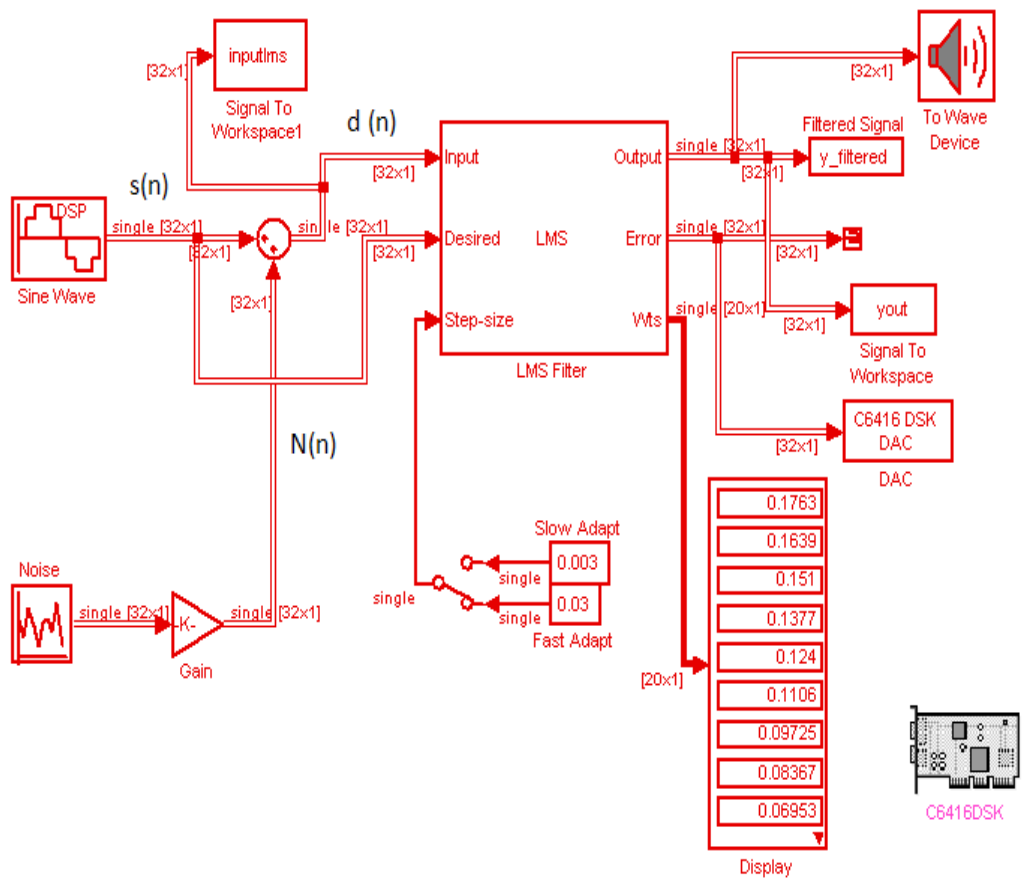 inputlms
[32x1]
Signal To
Workspace1
d (n)
s(n)
DSP
single [32x1]
[32x1]
Sine Wave
single [32x1]
[32x1]
[32x1]
[32x1]
N(n)
Noise
single [32x1]
-K-
single [32x1]
Gain
Input
Desired
Step-size
LMS
Output
Error
Wts
LMS Filter
single [32x1]
[32x1]
single [32x1]
[32x1]
single [20x1]
[32x1]
To Wave
Device
Filtered Signal
y_filtered
[32x1]
yout
Signal To
Workspace
C6416 DSK
DAC
[32x1]
DAC
Slow Adapt
0.003
single
single
0.03
single
Fast Adapt
[20x1]
0.1763
0.1639
0.151
0.1377
0.124
0.1106
0.09725
0.08367
0.06953
Display
C6416DSK